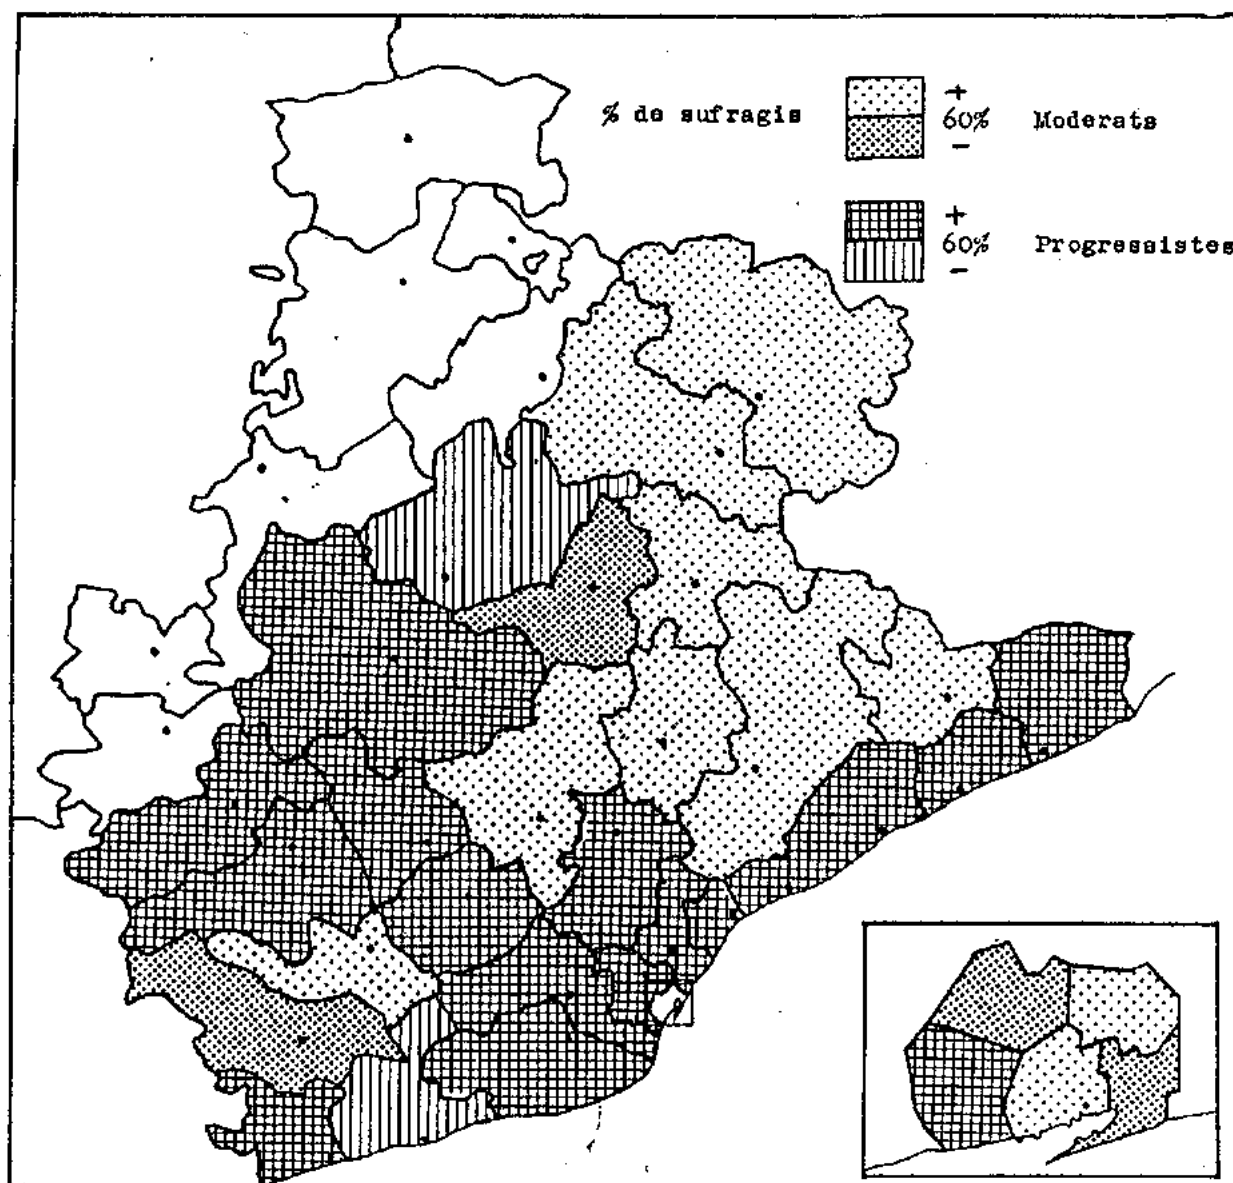 % de sufragis
+
60%
-
Moderats
+
60%
-
Progressistes